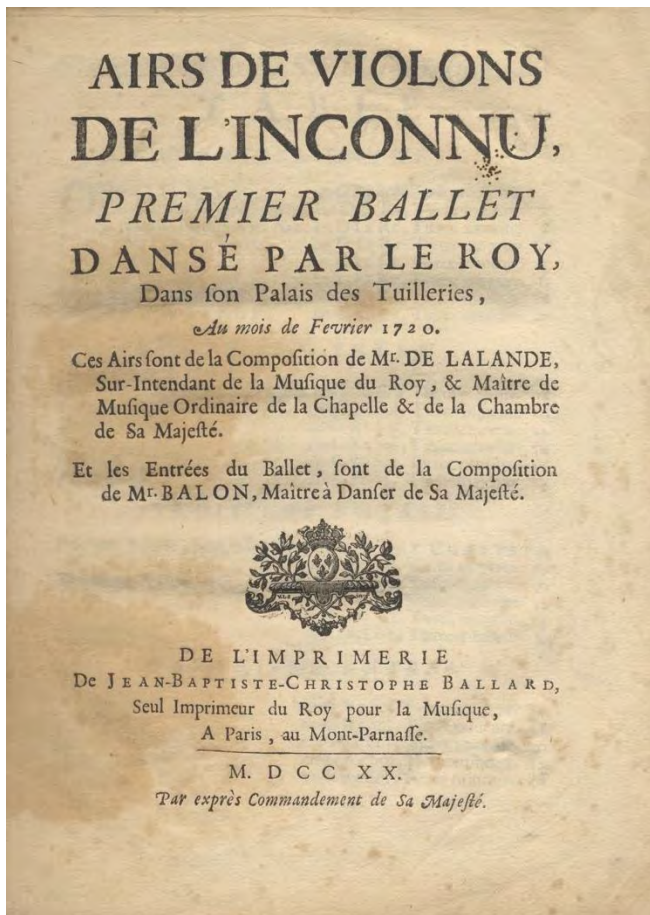 AIRS DE VIOLONS
DE L'INCONNU,
PREMIER BALLET
DANSÉ PAR LE ROY,
Dans ſon Palais des Tuilleries,
Au mois de Fevrier 1720.
Ces Airs ſont de la Compoſition de Mr. DE LALANDE,
Sur-Intendant de la Muſique du Roy, & Maître de
Muſique Ordinaire de la Chapelle & de la Chambre
de Sa Majeſté.
Et les Entrées du Ballet, ſont de la Compoſition
de Mr. BALON, Maître à Danſer de Sa Majeſté.
DE L'IMPRIMERIE
De JEAN-BAPTISTE-CHRISTOPHE BALLARD,
Seul Imprimeur du Roy pour la Muſique,
A Paris, au Mont-Parnaſſe.
M. DCC XX.
Par exprès Commandement de Sa Majeſté.